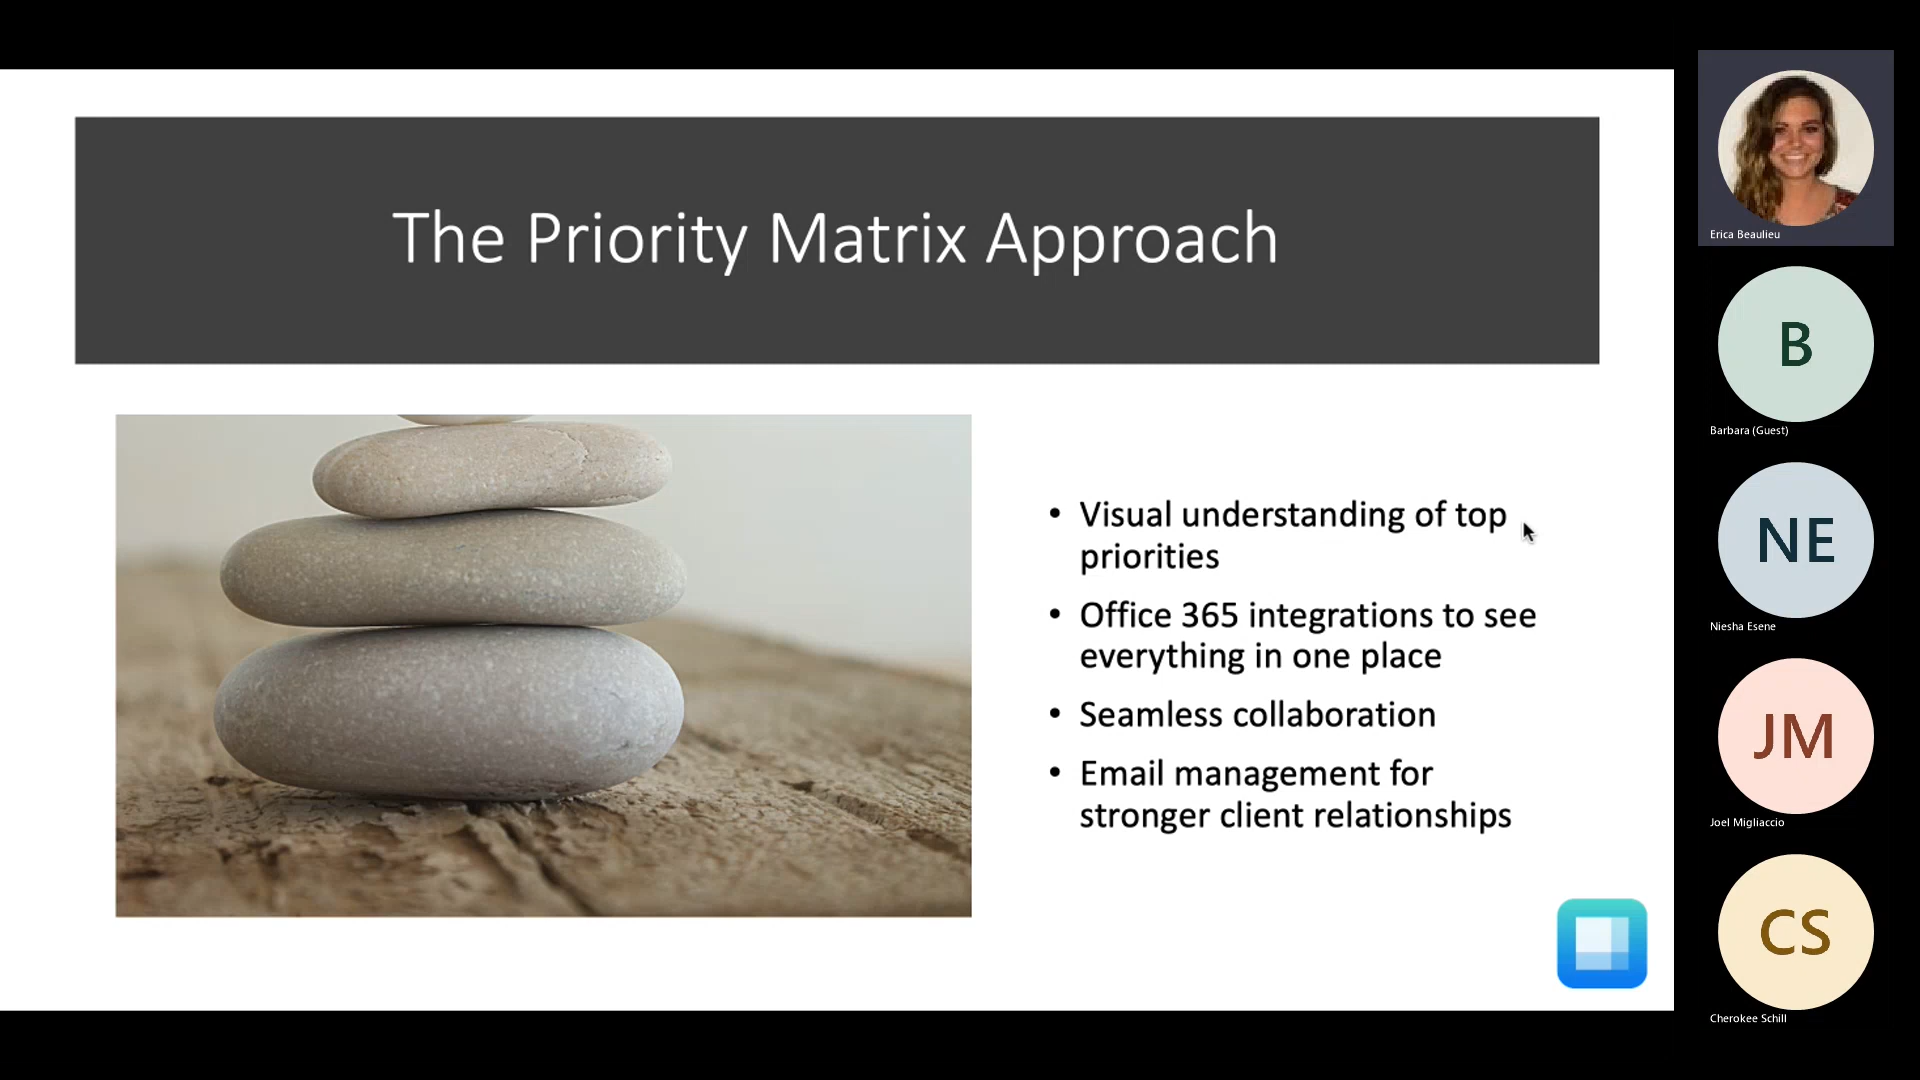 The Priority Matrix Approach
• Visual understanding of top
priorities
• Office 365 integrations to see
everything in one place
• Seamless collaboration
• Email management for
stronger client relationships
Erica Beaulieu
B
Barbara (Guest)
NE
Niesha Esene
JM
Joel Migliaccio
CS
Cherokee Schill